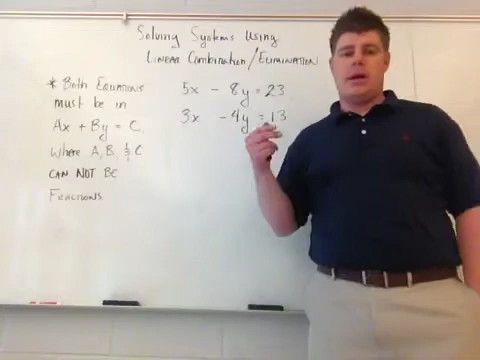 Solving Systems Using
Linear Combination/Elimination
* Both Equations
must be in
Ax + By = C,
Where A, B, & C
CAN NOT BE
Fractions.
5x - 8y = 23
3x - 4y = 13